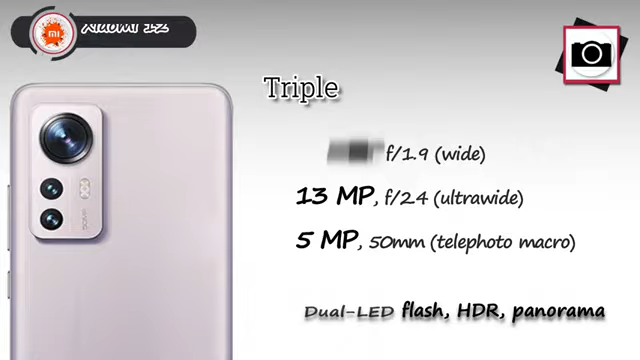 XIAOMI 12
mi
Triple
f/1.9 (wide)
13 MP, f/2.4 (ultrawide)
5 MP, 50mm (telephoto macro)
50MP
Dual-LED flash, HDR, panorama